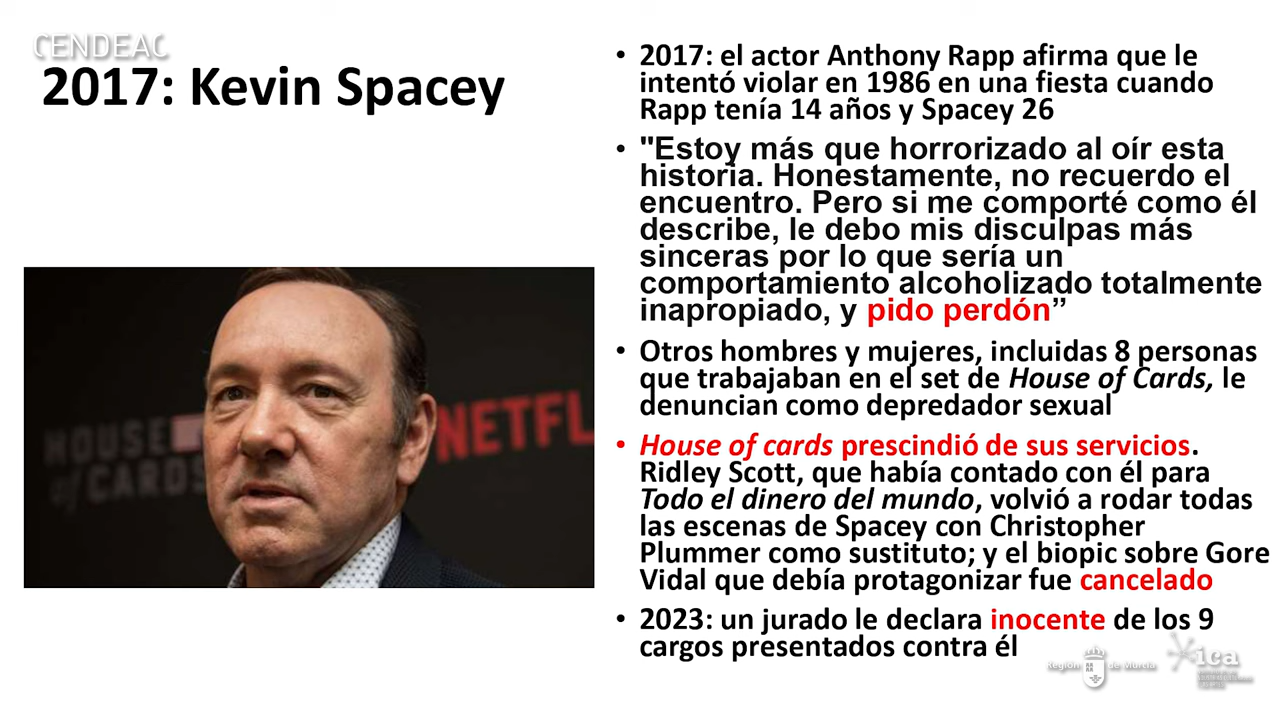 CENDEAC
2017: Kevin Spacey
HOUSE
of CARDS
NETFL
• 2017: el actor Anthony Rapp afirma que le
intentó violar en 1986 en una fiesta cuando
Rapp tenía 14 años y Spacey 26
• "Estoy más que horrorizado al oír esta
historia. Honestamente, no recuerdo el
encuentro. Pero si me comporté como él
describe, le debo mis disculpas más
sinceras por lo que sería un
comportamiento alcoholizado totalmente
inapropiado, y pido perdón”
• Otros hombres y mujeres, incluidas 8 personas
que trabajaban en el set de House of Cards, le
denuncian como depredador sexual
• House of cards prescindió de sus servicios.
Ridley Scott, que había contado con él para
Todo el dinero del mundo, volvió a rodar todas
las escenas de Spacey con Christopher
Plummer como sustituto; y el biopic sobre Gore
Vidal que debía protagonizar fue cancelado
• 2023: un jurado le declara inocente de los 9
cargos presentados contra él
Región de Murcia
ica